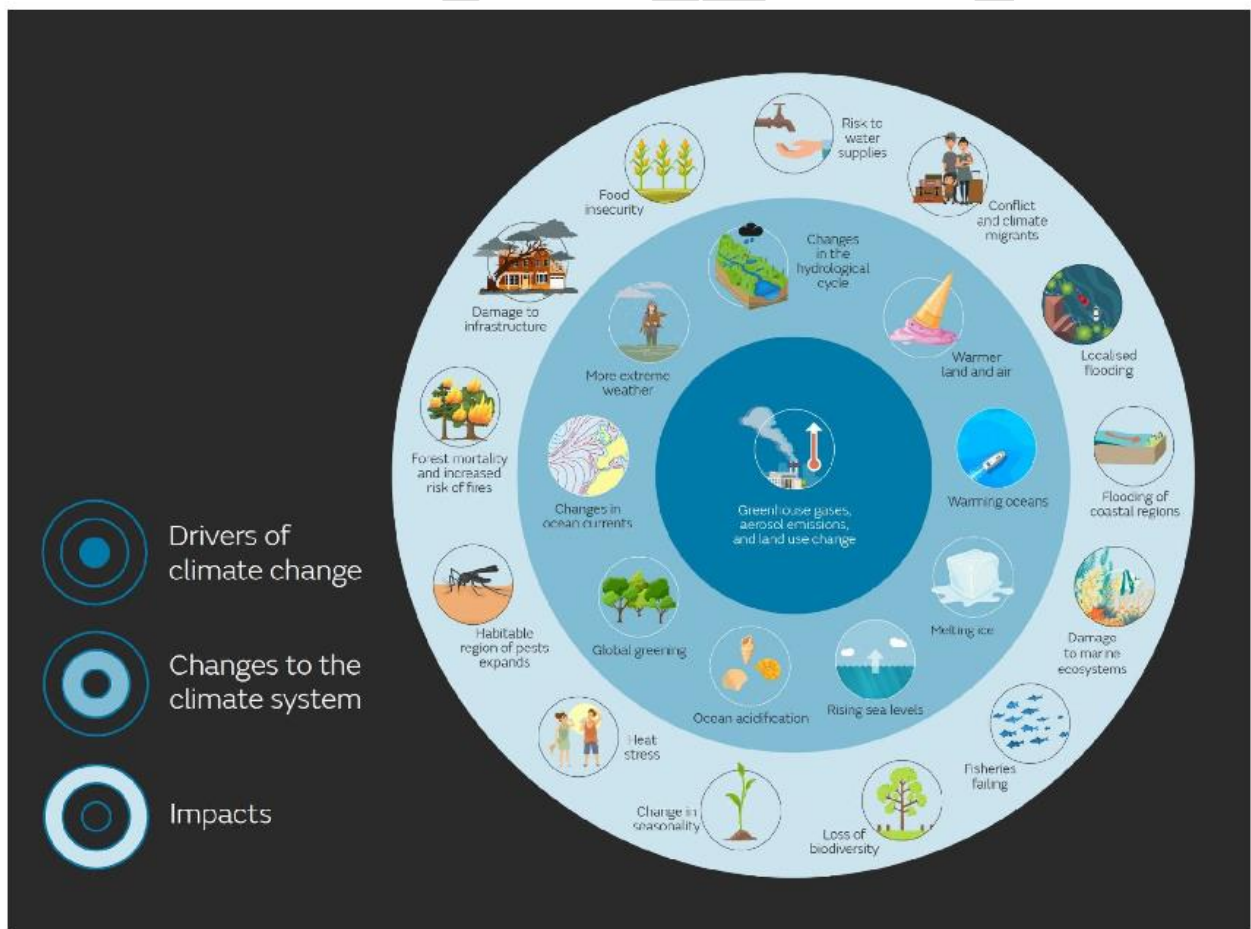 Risk to
water
supplies
Conflict
and climate
migrants
Localised
flooding
Flooding of
coastal regions
Damage
to marine
ecosystems
Fisheries
failing
Loss of
biodiversity
Change in
seasonality
Heat
stress
Habitable
region of pests
expands
Forest mortality
and increased
risk of fires
Damage to
infrastructure
Food
insecurity
Changes
in the
hydrological
cycle
Warmer
land and air
Warming oceans
Melting ice
Rising sea levels
Ocean acidification
Global greening
Changes in
ocean currents
More extreme
weather
Greenhouse gases,
aerosol emissions,
and land use change
Drivers of
climate change
Changes to the
climate system
Impacts